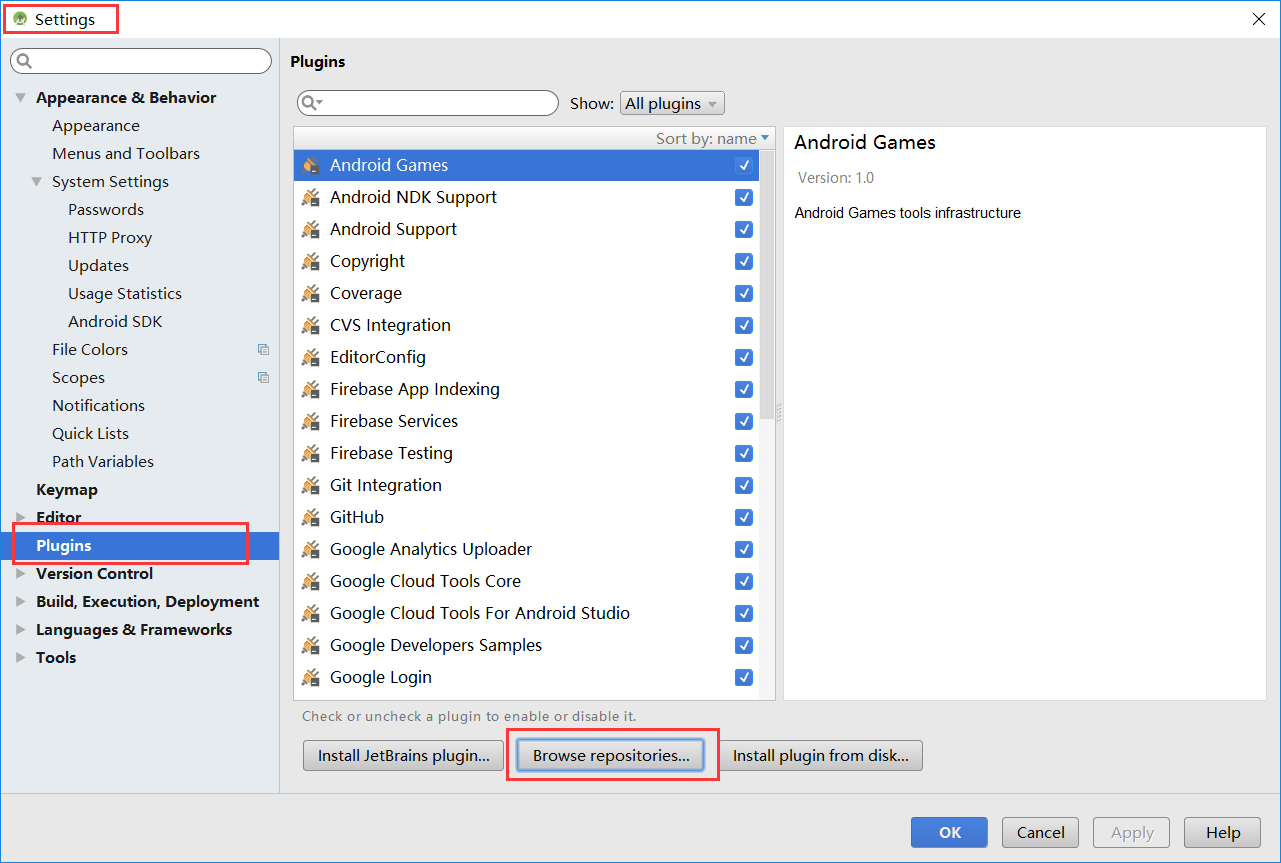 Settings
Appearance & Behavior
Appearance
Menus and Toolbars
System Settings
Passwords
HTTP Proxy
Updates
Usage Statistics
Android SDK
File Colors
Scopes
Notifications
Quick Lists
Path Variables
Keymap
Editor
Plugins
Version Control
Build, Execution, Deployment
Languages & Frameworks
Tools
Plugins
Show: All plugins
Sort by: name
Android Games
Android NDK Support
Android Support
Copyright
Coverage
CVS Integration
EditorConfig
Firebase App Indexing
Firebase Services
Firebase Testing
Git Integration
GitHub
Google Analytics Uploader
Google Cloud Tools Core
Google Cloud Tools For Android Studio
Google Developers Samples
Google Login
Check or uncheck a plugin to enable or disable it.
Install JetBrains plugin... Browse repositories... Install plugin from disk...
Android Games
Version: 1.0
Android Games tools infrastructure
OK Cancel Apply Help